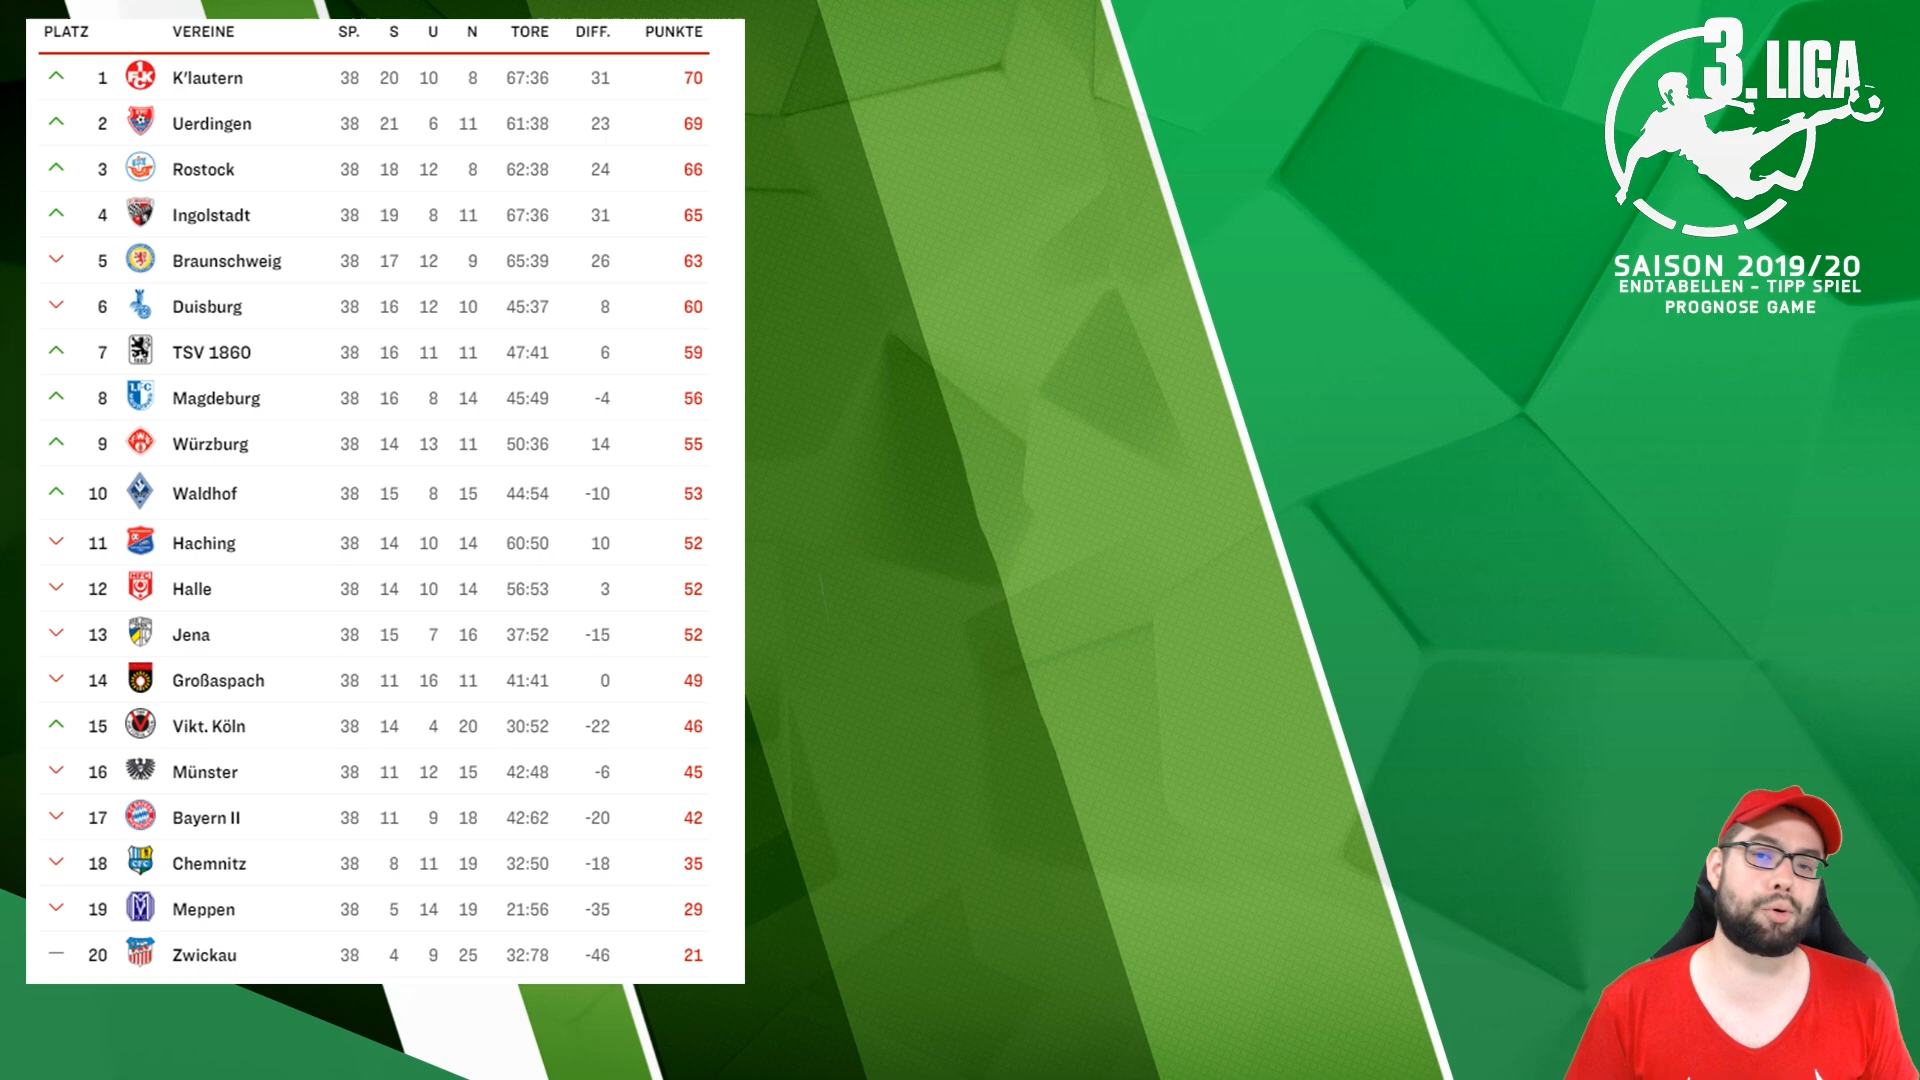 PLATZ VEREINE SP. S U N TORE DIFF. PUNKTE
1 K'lautern 38 20 10 8 67:36 31 70
2 Uerdingen 38 21 6 11 61:38 23 69
3 Rostock 38 18 12 8 62:38 24 66
4 Ingolstadt 38 19 8 11 67:36 31 65
5 Braunschweig 38 17 12 9 65:39 26 63
6 Duisburg 38 16 12 10 45:37 8 60
7 TSV 1860 38 16 11 11 47:41 6 59
8 Magdeburg 38 16 8 14 45:49 -4 56
9 Würzburg 38 14 13 11 50:36 14 55
10 Waldhof 38 15 8 15 44:54 -10 53
11 Haching 38 14 10 14 60:50 10 52
12 Halle 38 14 10 14 56:53 3 52
13 Jena 38 15 7 16 37:52 -15 52
14 Großaspach 38 11 16 11 41:41 0 49
15 Vikt. Köln 38 14 4 20 30:52 -22 46
16 Münster 38 11 12 15 42:48 -6 45
17 Bayern II 38 11 9 18 42:62 -20 42
18 Chemnitz 38 8 11 19 32:50 -18 35
19 Meppen 38 5 14 19 21:56 -35 29
20 Zwickau 38 4 9 25 32:78 -46 21
3. LIGA
SAISON 2019/20
ENDTABELLEN - TIPP SPIEL
PROGNOSE GAME